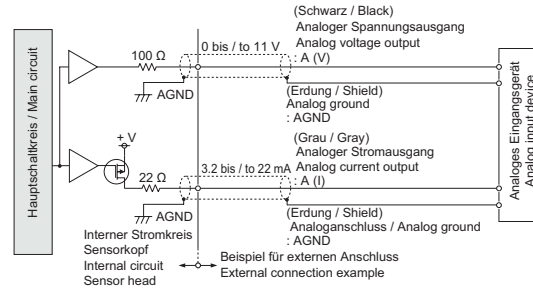 Hauptschaltkreis / Main circuit
100 Ω
AGND
0 bis / to 11 V
(Schwarz / Black)
Analoger Spannungsausgang
Analog voltage output
: A (V)
(Erdung / Shield)
Analog ground
: AGND
+ V
22 Ω
AGND
3.2 bis / to 22 mA
(Grau / Gray)
Analoger Stromausgang
Analog current output
: A (I)
(Erdung / Shield)
Analoganschluss / Analog ground
: AGND
Analoges Eingangsgerät
Analog input device
Interner Stromkreis
Sensorkopf
Internal circuit
Sensor head
Beispiel für externen Anschluss
External connection example